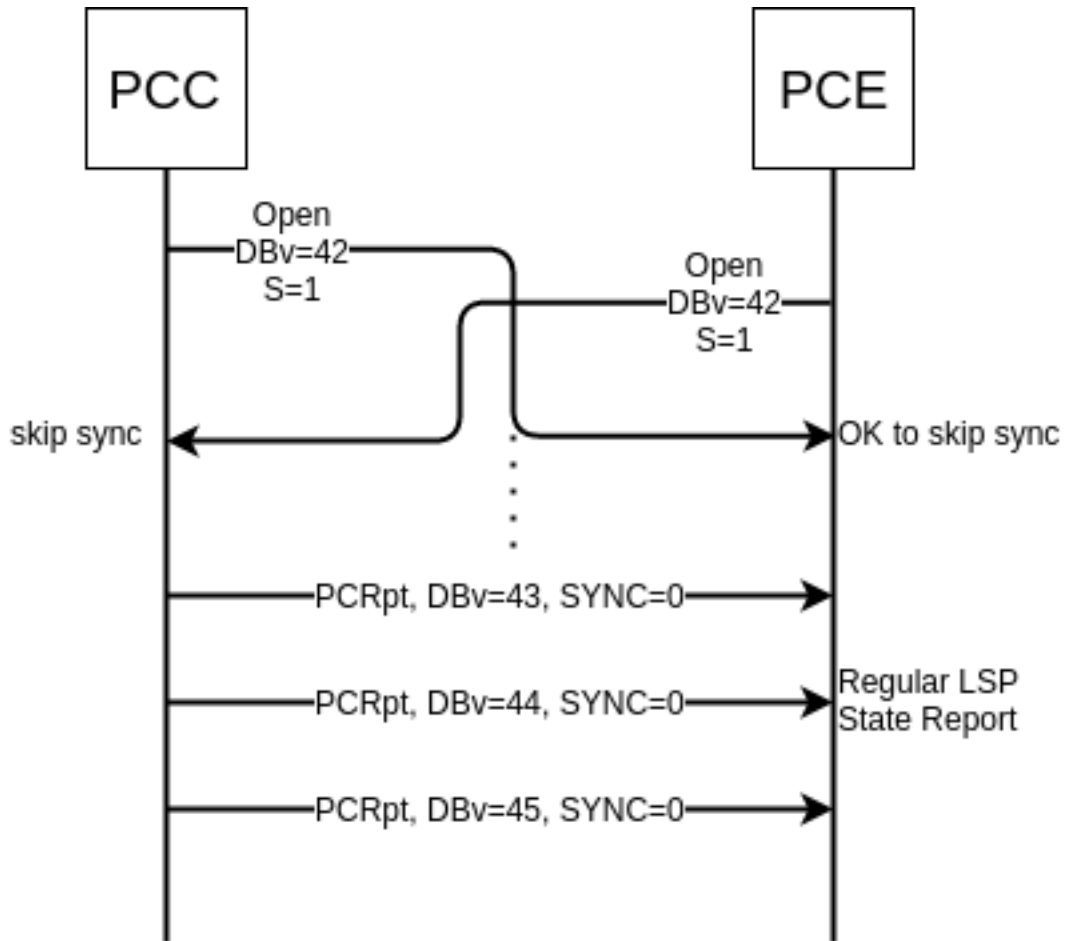 PCC
PCE
Open
DBv=42
S=1
Open
DBv=42
S=1
skip sync
OK to skip sync
PCRpt, DBv=43, SYNC=0
PCRpt, DBv=44, SYNC=0
Regular LSP
State Report
PCRpt, DBv=45, SYNC=0